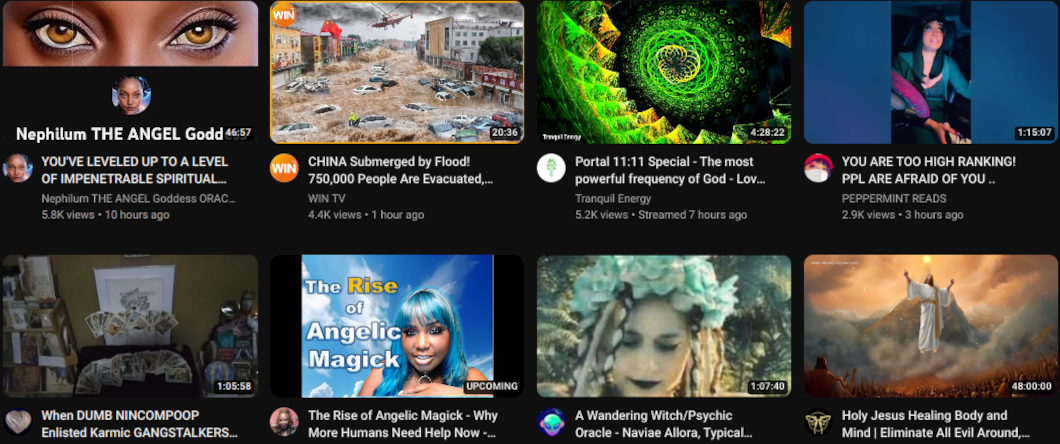 WIN
Nephilum THE ANGEL Godd
46:57
20:36
Tranquil Energy
4:28:22
1:15:07
YOU'VE LEVELED UP TO A LEVEL
OF IMPENETRABLE SPIRITUAL...
Nephilum THE ANGEL Goddess ORAC...
5.8K views • 10 hours ago
WIN
CHINA Submerged by Flood!
750,000 People Are Evacuated,...
WIN TV
4.4K views • 1 hour ago
Portal 11:11 Special - The most
powerful frequency of God - Lov...
Tranquil Energy
5.2K views • Streamed 7 hours ago
YOU ARE TOO HIGH RANKING!
PPL ARE AFRAID OF YOU ..
PEPPERMINT READS
2.9K views • 3 hours ago
1:05:58
The Rise
of
Angelic
Magick
UPCOMING
1:07:40
48:00:00
When DUMB NINCOMPOOP
Enlisted Karmic GANGSTALKERS...
The Rise of Angelic Magick - Why
More Humans Need Help Now -...
A Wandering Witch/Psychic
Oracle - Naviae Allora, Typical...
Holy Jesus Healing Body and
Mind | Eliminate All Evil Around,...